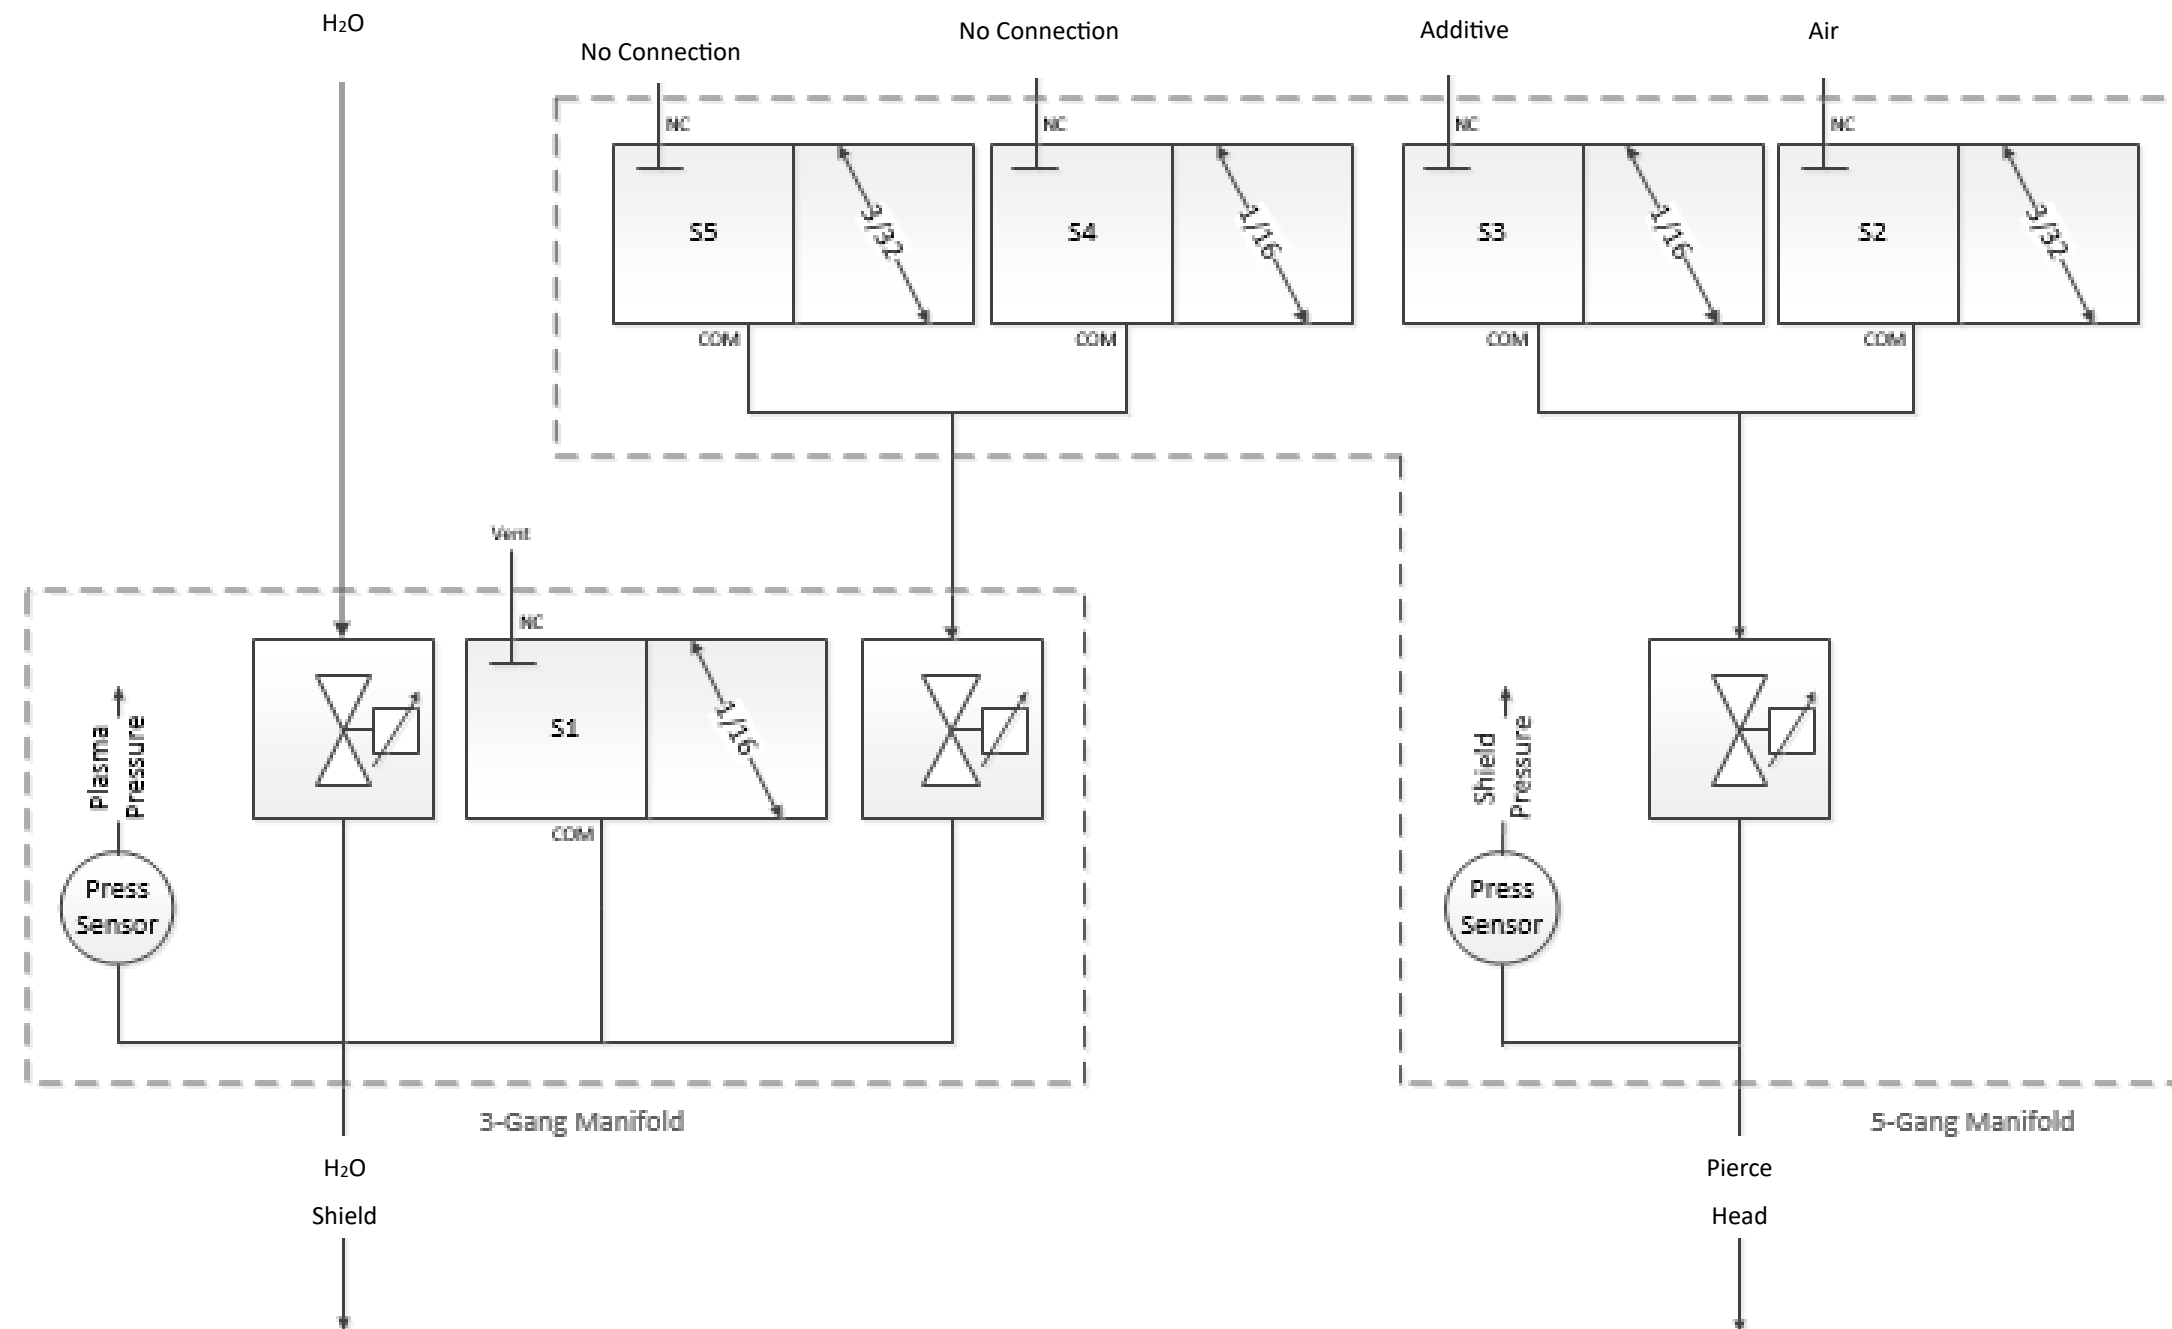 H₂O
No Connection
No Connection
Additive
Air
NC
NC
NC
NC
S5
3/32
S4
1/16
S3
1/16
S2
3/32
COM
COM
COM
COM
Vent
NC
S1
1/16
COM
Plasma
Pressure
Press
Sensor
Shield
Pressure
Press
Sensor
3-Gang Manifold
5-Gang Manifold
H₂O
Shield
Pierce
Head